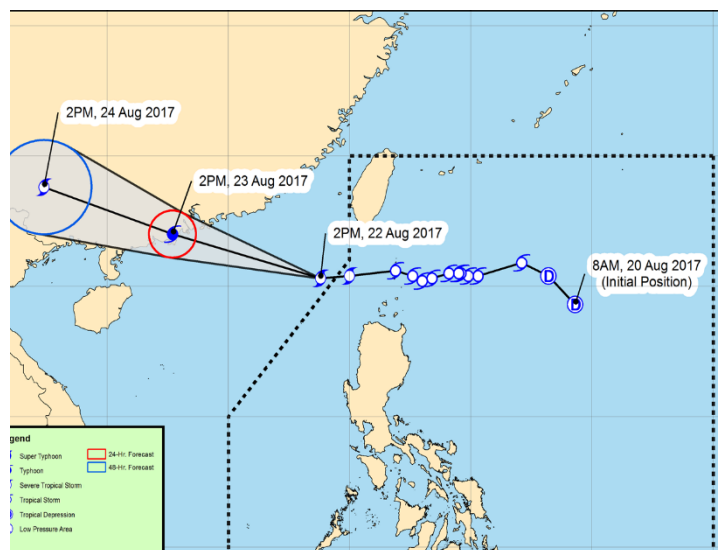 2PM, 24 Aug 2017
2PM, 23 Aug 2017
2PM, 22 Aug 2017
8AM, 20 Aug 2017
(Initial Position)
D
D
egend
Super Typhoon
Typhoon
Severe Tropical Storm
Tropical Storm
Tropical Depression
Low Pressure Area
24-Hr. Forecast
48-Hr. Forecast